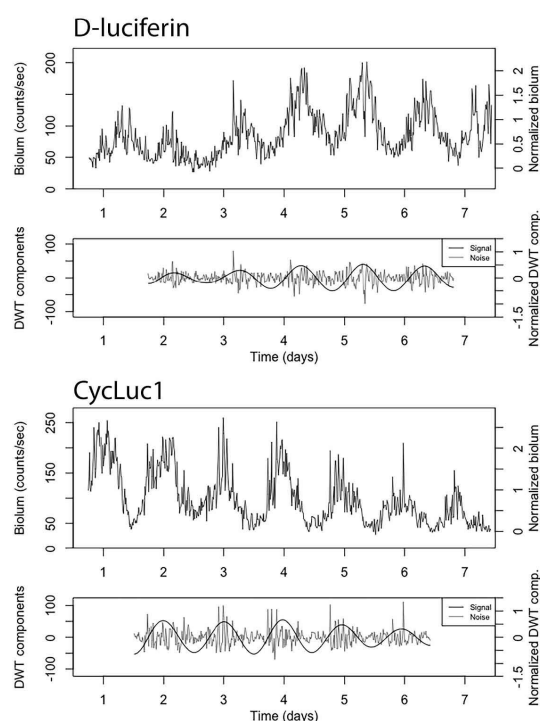 D-luciferin
Biolum (counts/sec)
200
100
50
0
2
1.5
1
0.5
0
Normalized biolum
1 2 3 4 5 6 7
DWT components
100
0
-100
Signal
Noise
1
0
-1.5
Normalized DWT comp.
1 2 3 4 5 6 7
Time (days)
CycLuc1
Biolum (counts/sec)
250
150
50
0
2
1
0
Normalized biolum
1 2 3 4 5 6 7
DWT components
100
0
-100
Signal
Noise
1
0
-1.5
Normalized DWT comp.
1 2 3 4 5 6 7
Time (days)